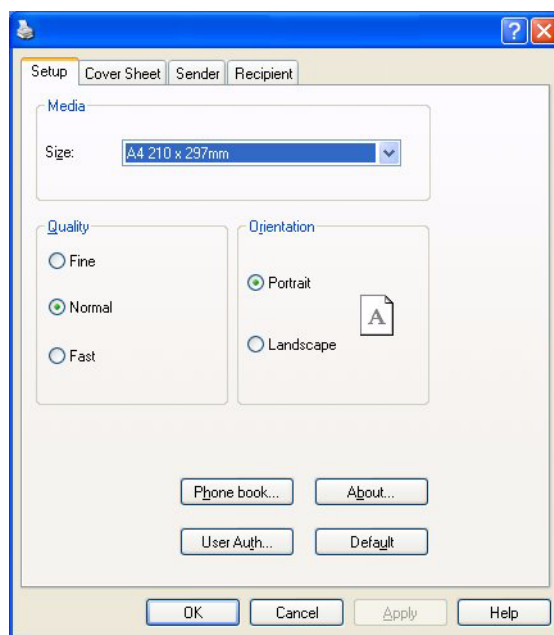 Setup Cover Sheet Sender Recipient
Media
Size: A4 210 x 297mm
Quality Orientation
Fine
Portrait
Normal
A
Landscape
Fast
Phone book... About...
User Auth... Default
OK Cancel Apply Help